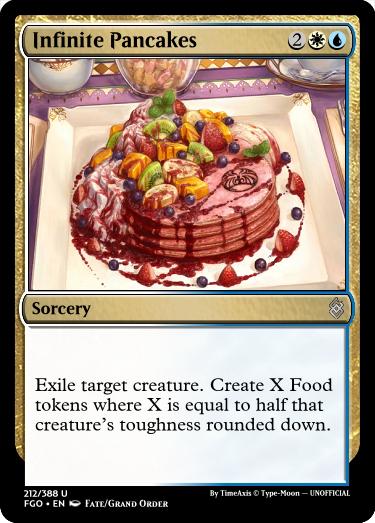 Infinite Pancakes 2
Sorcery
Exile target creature. Create X Food
tokens where X is equal to half that
creature's toughness rounded down.
212/388 U
FGO • EN Fate/Grand Order
By TimeAxis © Type-Moon — UNOFFICIAL